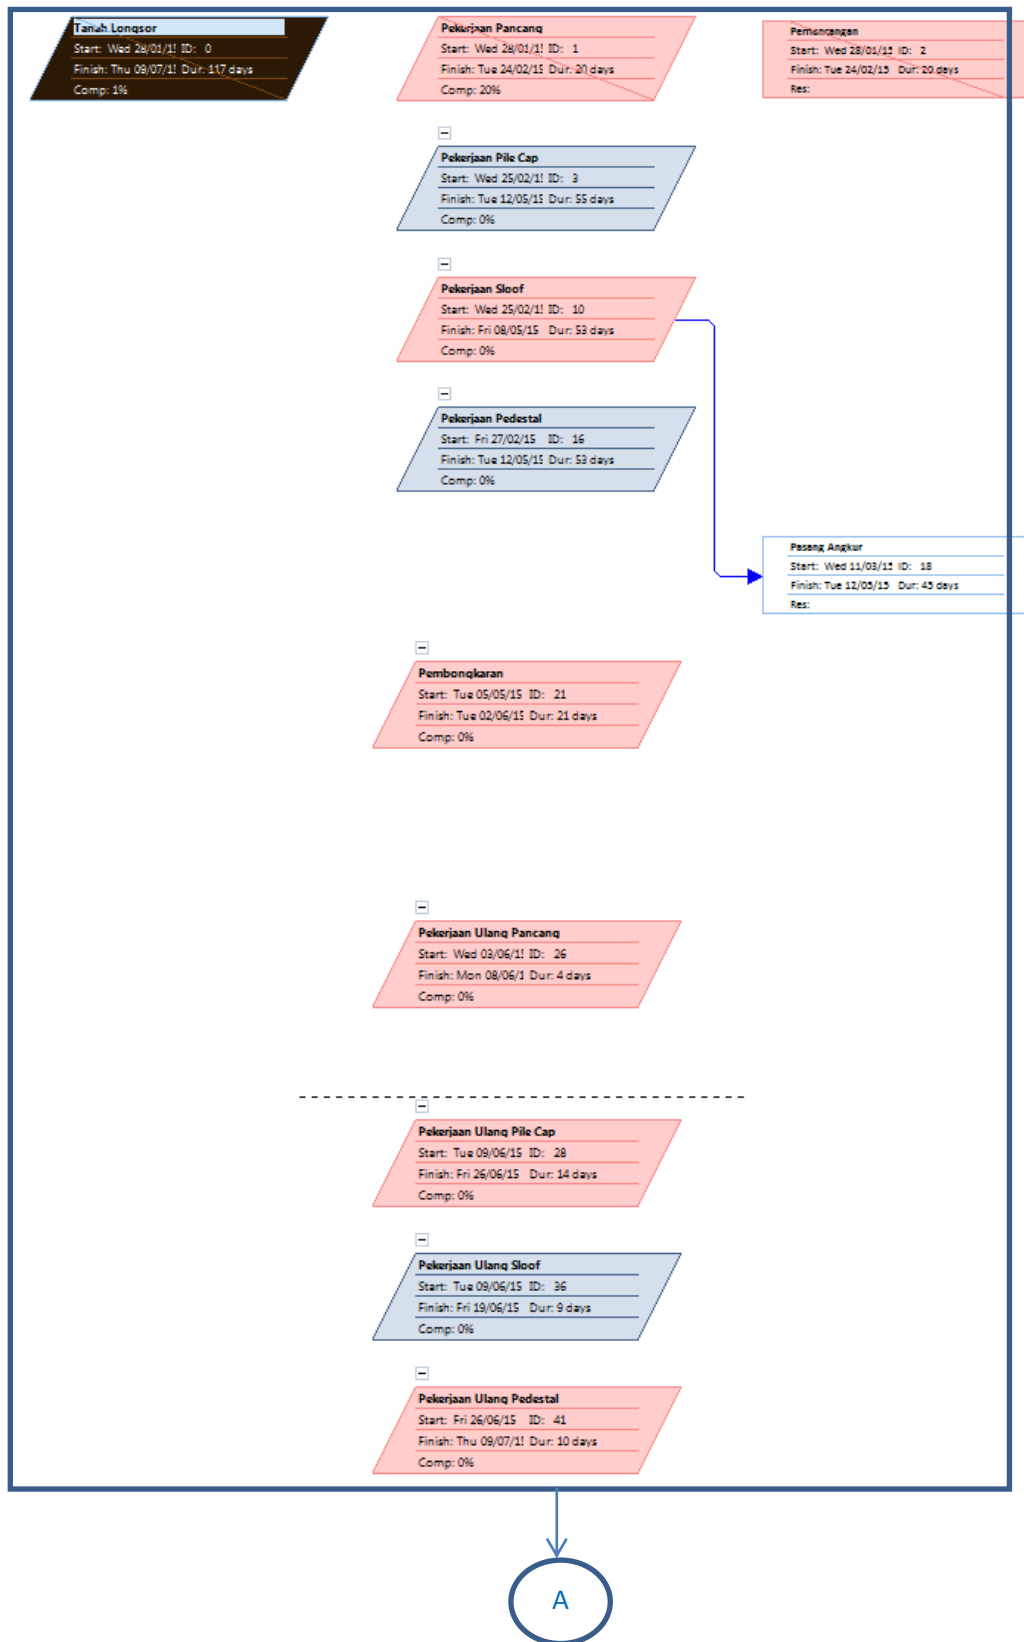 Tanah Longsor
Start: Wed 28/01/1! ID: 0
Finish: Thu 09/07/1! Dur: 117 days
Comp: 1%
Pekerjaan Pancang
Start: Wed 28/01/1! ID: 1
Finish: Tue 24/02/15 Dur: 20 days
Comp: 20%
Pemancangan
Start: Wed 28/01/15 ID: 2
Finish: Tue 24/02/15 Dur: 20 days
Res:
Pekerjaan Pile Cap
Start: Wed 25/02/1! ID: 3
Finish: Tue 12/05/15 Dur: 55 days
Comp: 0%
Pekerjaan Sloof
Start: Wed 25/02/1! ID: 10
Finish: Fri 08/05/15 Dur: 53 days
Comp: 0%
Pekerjaan Pedestal
Start: Fri 27/02/15 ID: 16
Finish: Tue 12/05/15 Dur: 53 days
Comp: 0%
Pasang Angkur
Start: Wed 11/03/15 ID: 18
Finish: Tue 12/05/15 Dur: 45 days
Res:
Pembongkaran
Start: Tue 05/05/15 ID: 21
Finish: Tue 02/06/15 Dur: 21 days
Comp: 0%
Pekerjaan Ulang Pancang
Start: Wed 03/06/1! ID: 26
Finish: Mon 08/06/1 Dur: 4 days
Comp: 0%
Pekerjaan Ulang Pile Cap
Start: Tue 09/06/15 ID: 28
Finish: Fri 26/06/15 Dur: 14 days
Comp: 0%
Pekerjaan Ulang Sloof
Start: Tue 09/06/15 ID: 36
Finish: Fri 19/06/15 Dur: 9 days
Comp: 0%
Pekerjaan Ulang Pedestal
Start: Fri 26/06/15 ID: 41
Finish: Thu 09/07/1! Dur: 10 days
Comp: 0%
A